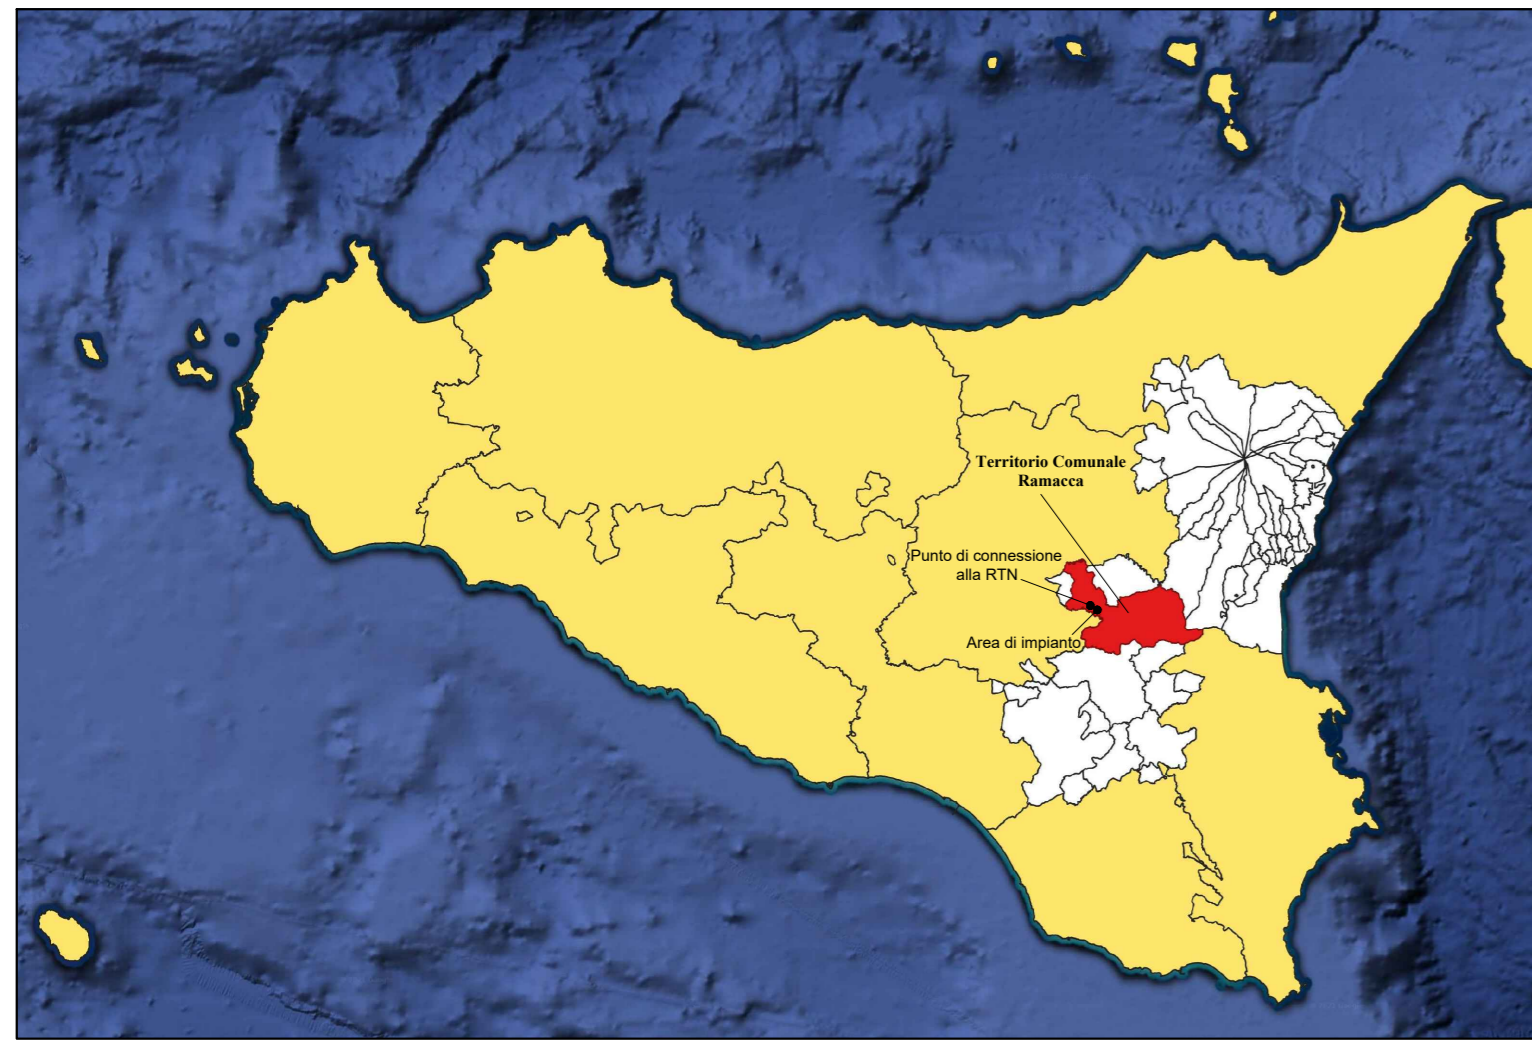 Territorio Comunale
Ramacca
Punto di connessione
alla RTN
Area di impianto